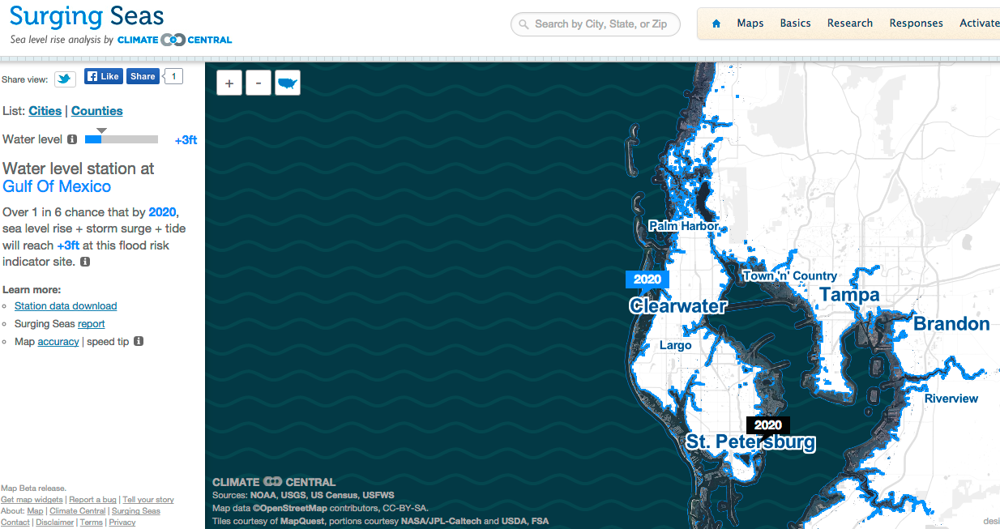 Surging Seas
Sea level rise analysis by CLIMATE CENTRAL
Search by City, State, or Zip
Maps Basics Research Responses Activate
Share view: Like Share 1
+ -
List: Cities | Counties
Water level +3ft
Water level station at
Gulf Of Mexico
Over 1 in 6 chance that by 2020,
sea level rise + storm surge + tide
will reach +3ft at this flood risk
indicator site.
Learn more:
Station data download
Surging Seas report
Map accuracy | speed tip
Palm Harbor
2020
Town 'n' Country
Clearwater
Tampa
Brandon
Largo
Riverview
2020
St. Petersburg
CLIMATE CENTRAL
Sources: NOAA, USGS, US Census, USFWS
Map data ©OpenStreetMap contributors, CC-BY-SA.
Tiles courtesy of MapQuest, portions courtesy NASA/JPL-Caltech and USDA, FSA
Map Beta release.
Get map widgets | Report a bug | Tell your story
About: Map | Climate Central | Surging Seas
Contact | Disclaimer | Terms | Privacy
desi